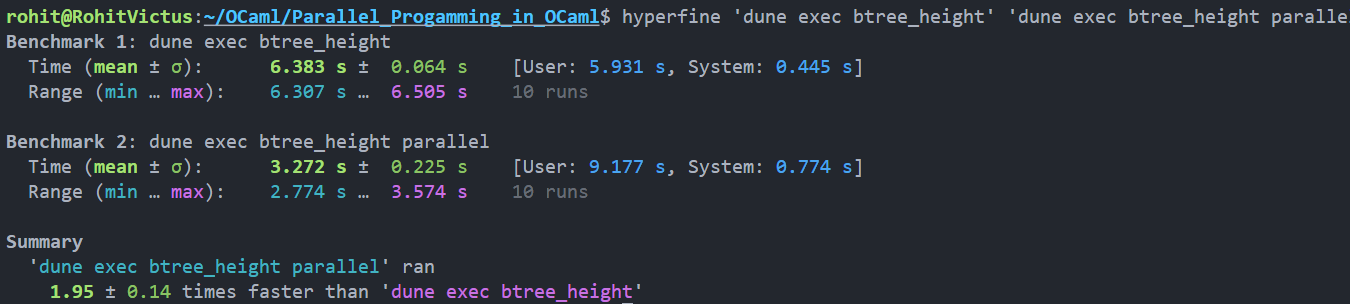 rohit@RohitVictus:~/OCaml/Parallel_Progamming_in_OCaml$ hyperfine 'dune exec btree_height' 'dune exec btree_height paralle
Benchmark 1: dune exec btree_height
Time (mean ± σ): 6.383 s ± 0.064 s [User: 5.931 s, System: 0.445 s]
Range (min … max): 6.307 s … 6.505 s 10 runs
Benchmark 2: dune exec btree_height parallel
Time (mean ± σ): 3.272 s ± 0.225 s [User: 9.177 s, System: 0.774 s]
Range (min … max): 2.774 s … 3.574 s 10 runs
Summary
'dune exec btree_height parallel' ran
1.95 ± 0.14 times faster than 'dune exec btree_height'